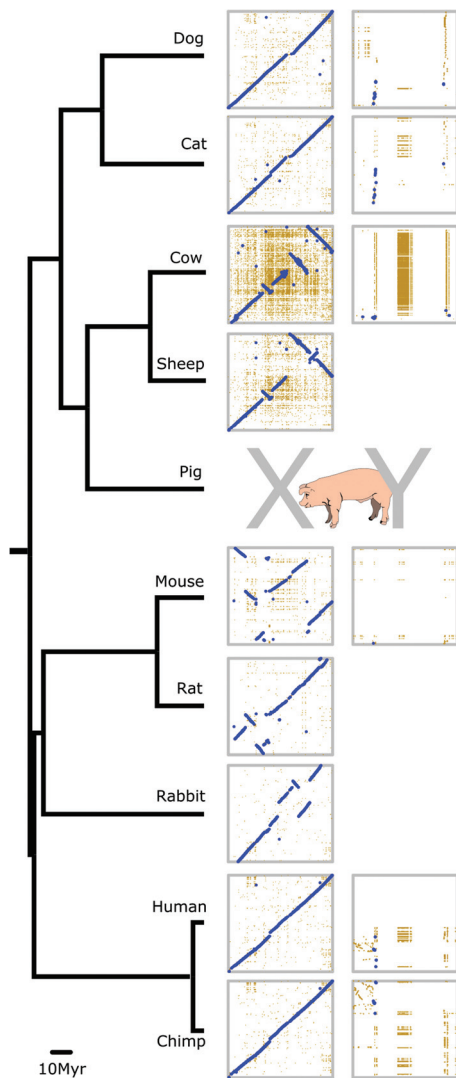 Dog
Cat
Cow
Sheep
Pig
X Y
Mouse
Rat
Rabbit
Human
Chimp
10Myr